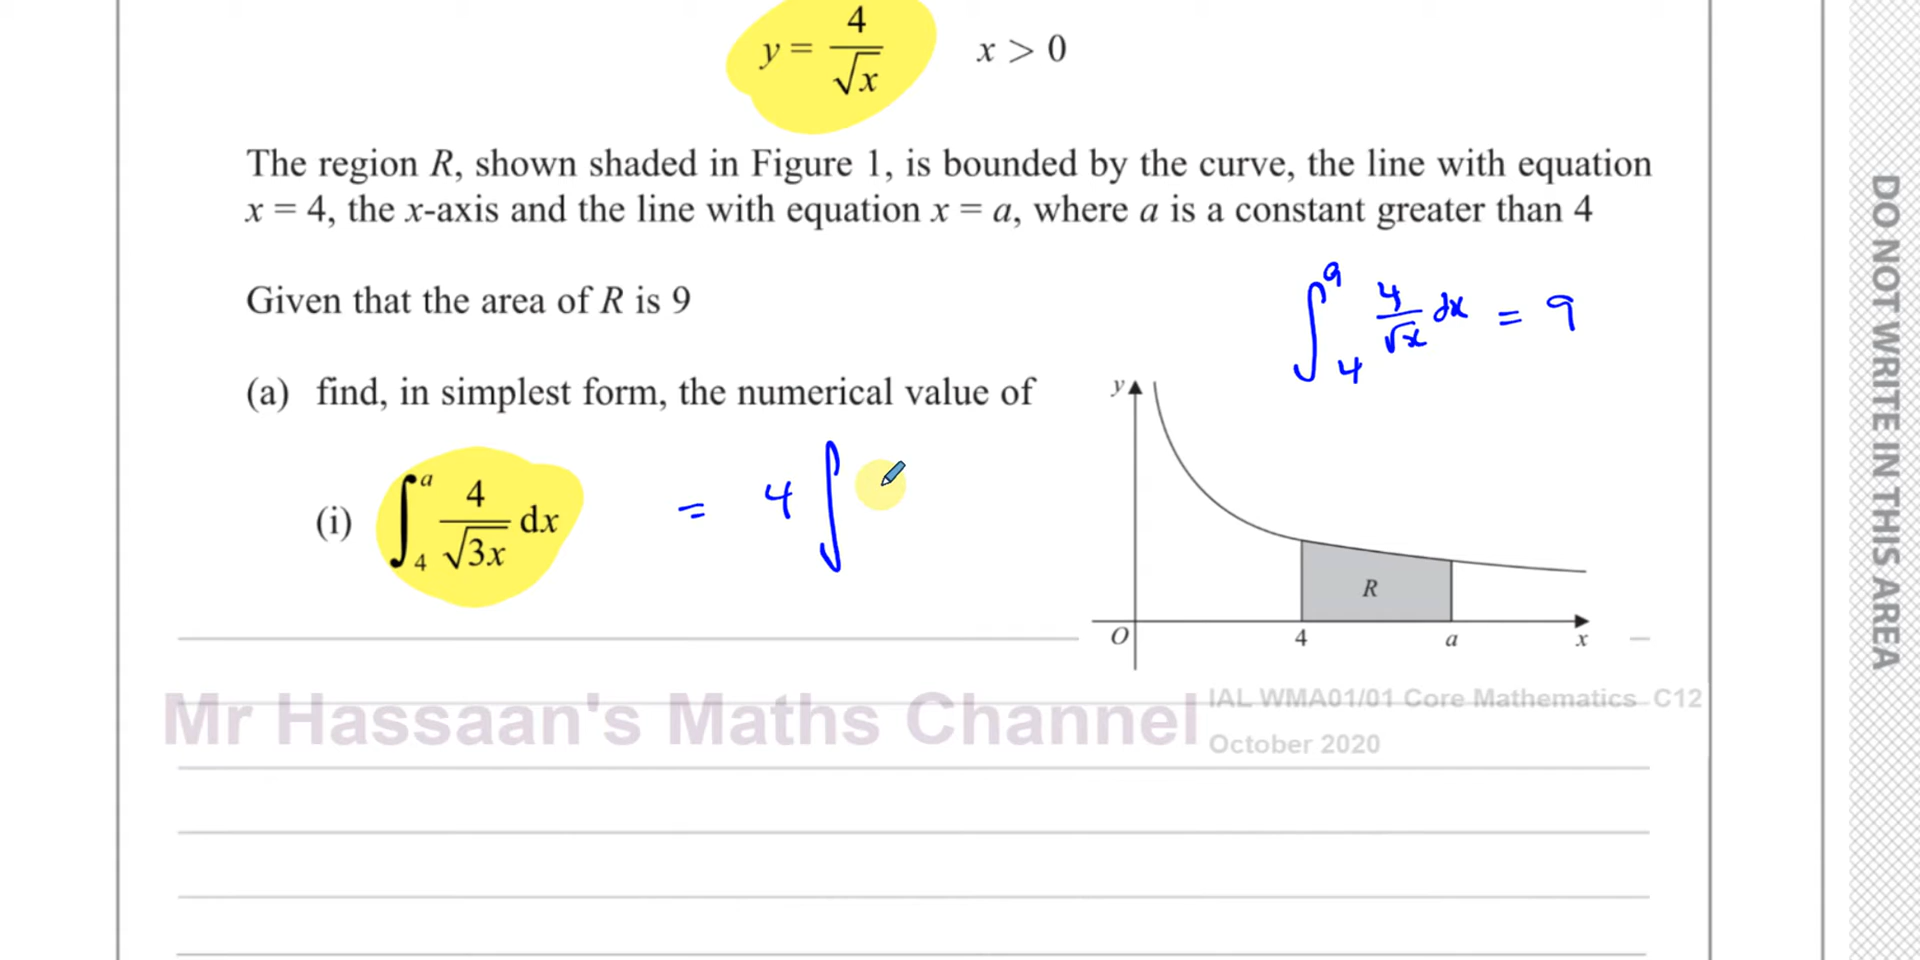 y = 4/√x    x > 0
The region R, shown shaded in Figure 1, is bounded by the curve, the line with equation
x = 4, the x-axis and the line with equation x = a, where a is a constant greater than 4
Given that the area of R is 9
∫₄ᵃ 4/√x dx = 9
(a) find, in simplest form, the numerical value of
(i) ∫₄ᵃ 4/√3x dx = 4 ∫
y
R
O 4 a x
Mr Hassaan's Maths Channel
IAL WMA01/01 Core Mathematics C12
October 2020
DO NOT WRITE IN THIS AREA